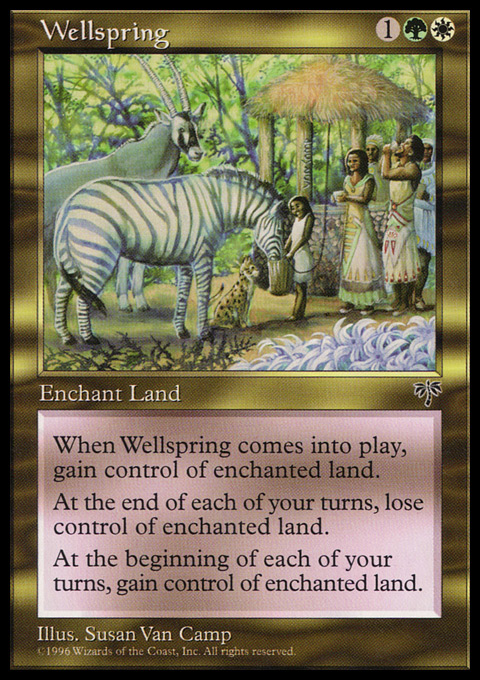 Wellspring 1
Enchant Land
When Wellspring comes into play,
gain control of enchanted land.
At the end of each of your turns, lose
control of enchanted land.
At the beginning of each of your
turns, gain control of enchanted land.
Illus. Susan Van Camp
©1996 Wizards of the Coast, Inc. All rights reserved.